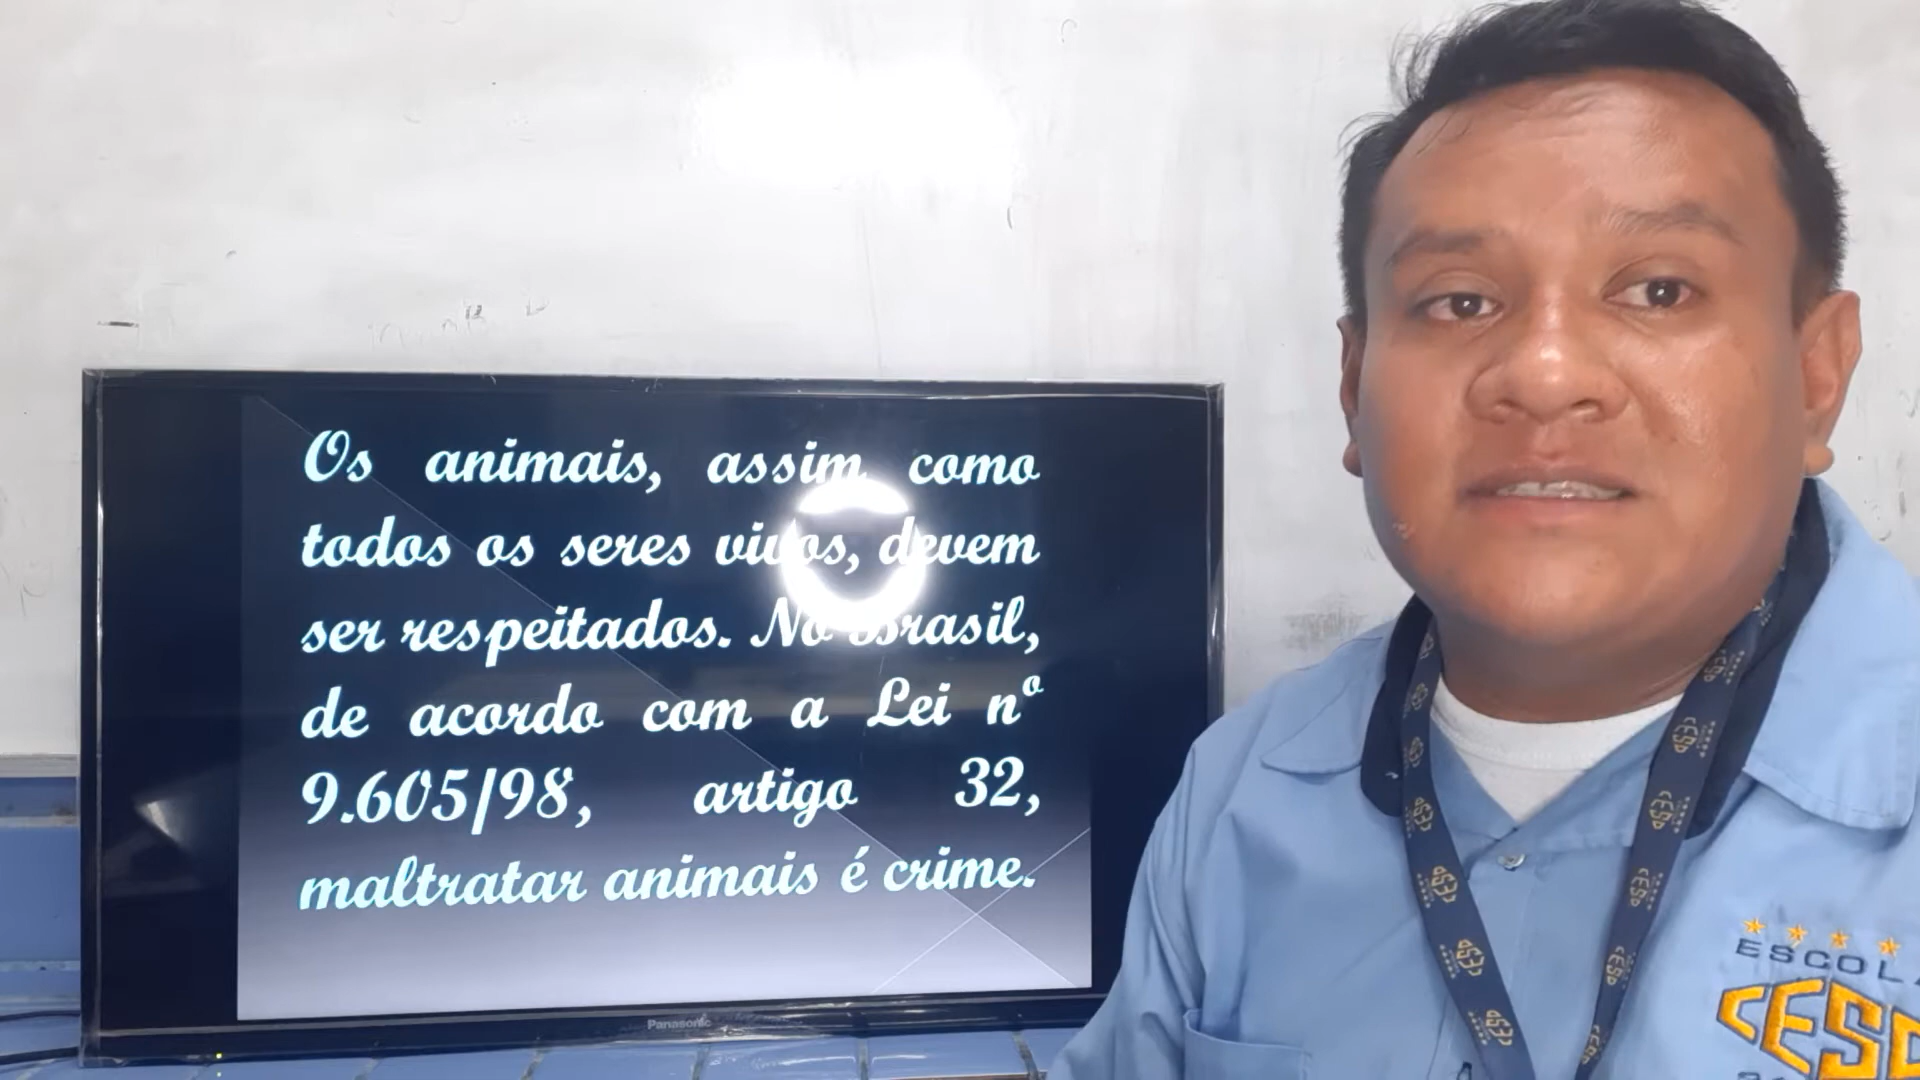 Os animais, assim como
todos os seres vivos, devem
ser respeitados. No Brasil,
de acordo com a Lei nº
9.605/98, artigo 32,
maltratar animais é crime.
Panasonic
ESCOLA
CESD